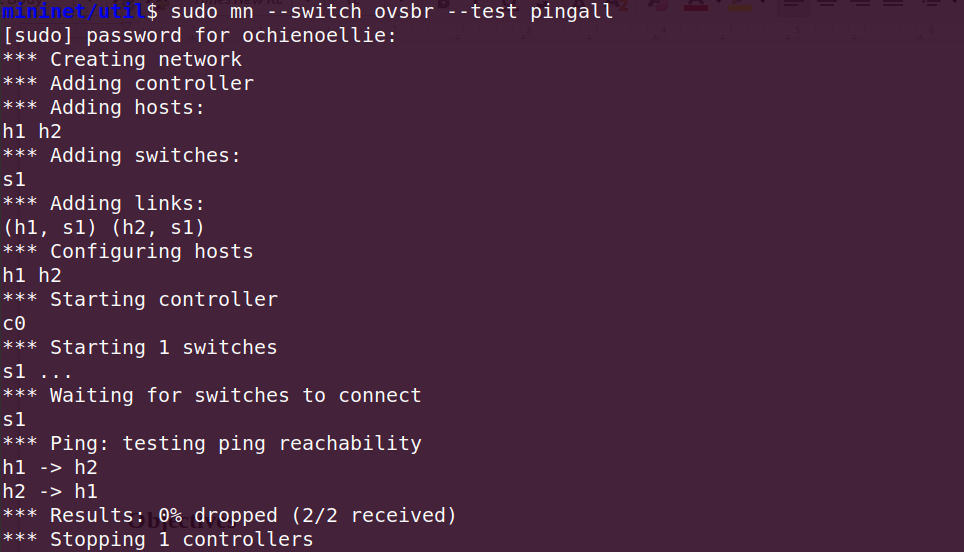 mininet/util$ sudo mn --switch ovsbr --test pingall
[sudo] password for ochienoellie:
*** Creating network
*** Adding controller
*** Adding hosts:
h1 h2
*** Adding switches:
s1
*** Adding links:
(h1, s1) (h2, s1)
*** Configuring hosts
h1 h2
*** Starting controller
c0
*** Starting 1 switches
s1 ...
*** Waiting for switches to connect
s1
*** Ping: testing ping reachability
h1 -> h2
h2 -> h1
*** Results: 0% dropped (2/2 received)
*** Stopping 1 controllers